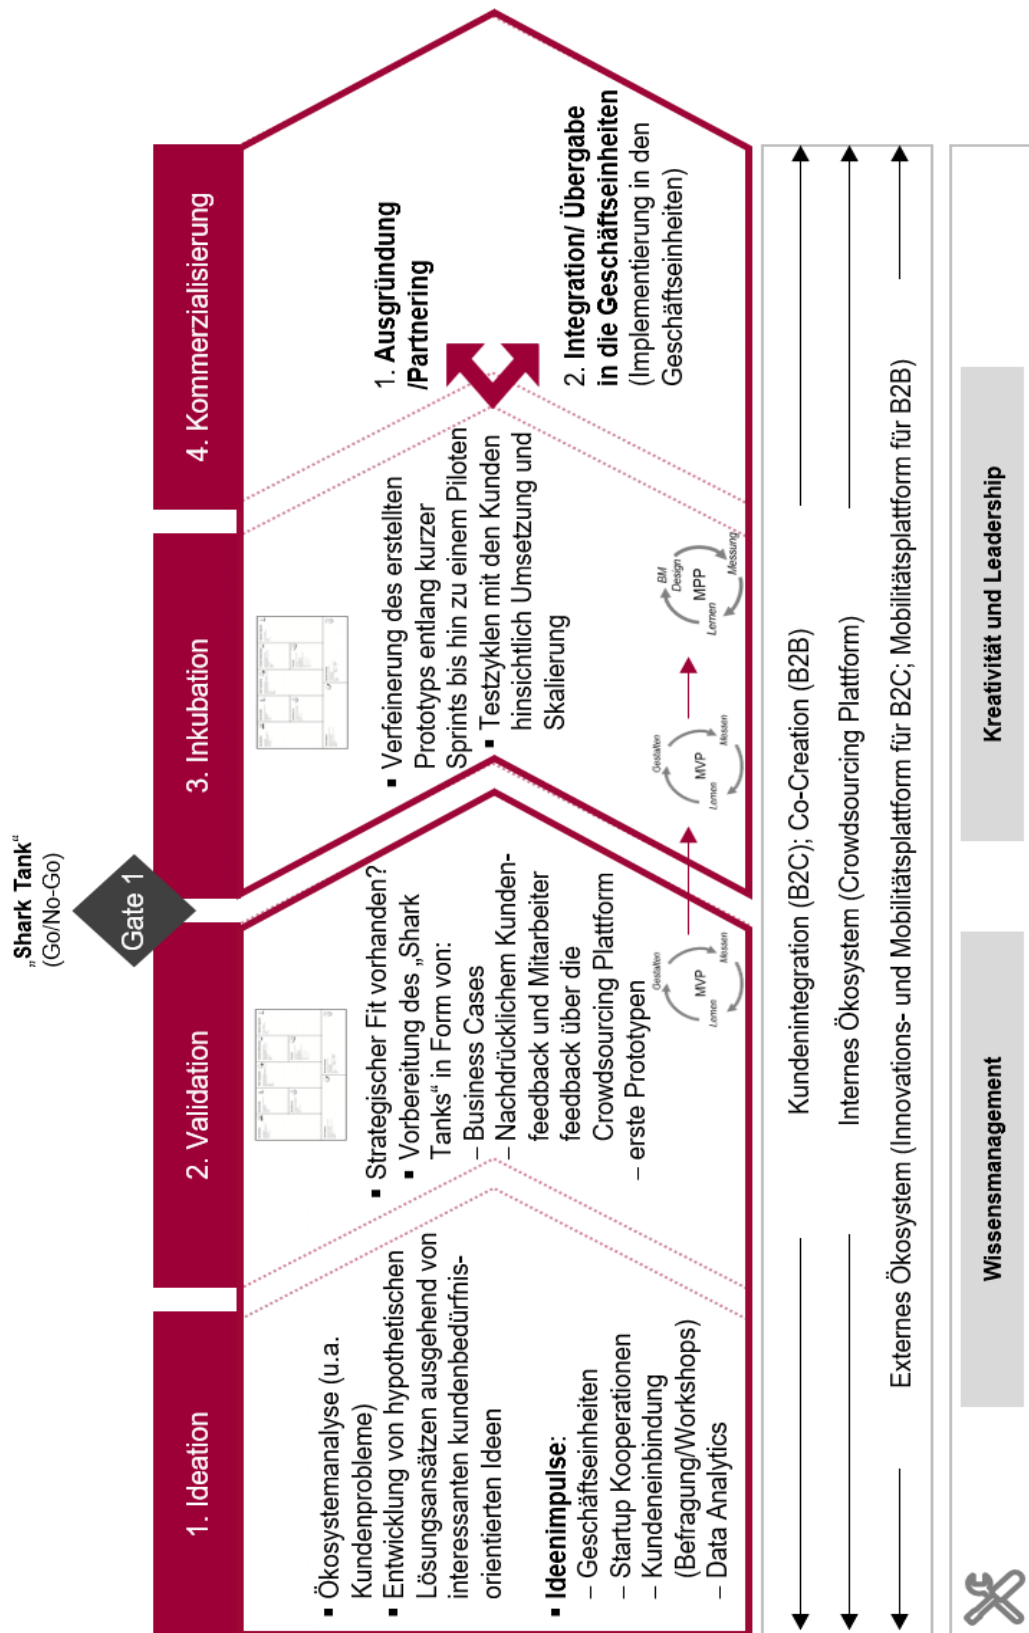 „Shark Tank“
(Go/No-Go)
Gate 1
1. Ideation
2. Validation
3. Inkubation
4. Kommerzialisierung
▪ Ökosystemanalyse (u.a.
Kundenprobleme)
▪ Entwicklung von hypothetischen
Lösungsansätzen ausgehend von
interessanten kundenbedürfnis-
orientierten Ideen
▪ Ideenimpulse:
– Geschäftseinheiten
– Startup Kooperationen
– Kundeneinbindung
(Befragung/Workshops)
– Data Analytics
▪ Strategischer Fit vorhanden?
▪ Vorbereitung des „Shark
Tanks“ in Form von:
– Business Cases
– Nachdrücklichem Kunden-
feedback und Mitarbeiter
feedback über die
Crowdsourcing Plattform
– erste Prototypen
Gestalten
MVP
Messen
Lernen
▪ Verfeinerung des erstellten
Prototyps entlang kurzer
Sprints bis hin zu einem Piloten
▪ Testzyklen mit den Kunden
hinsichtlich Umsetzung und
Skalierung
Gestalten
MVP
Messen
Lernen
BM
Design
MPP
Messung
Lernen
1. Ausgründung
/Partnering
2. Integration/ Übergabe
in die Geschäftseinheiten
(Implementierung in den
Geschäftseinheiten)
Kundenintegration (B2C); Co-Creation (B2B)
Internes Ökosystem (Crowdsourcing Plattform)
Externes Ökosystem (Innovations- und Mobilitätsplattform für B2C; Mobilitätsplattform für B2B)
Wissensmanagement
Kreativität und Leadership